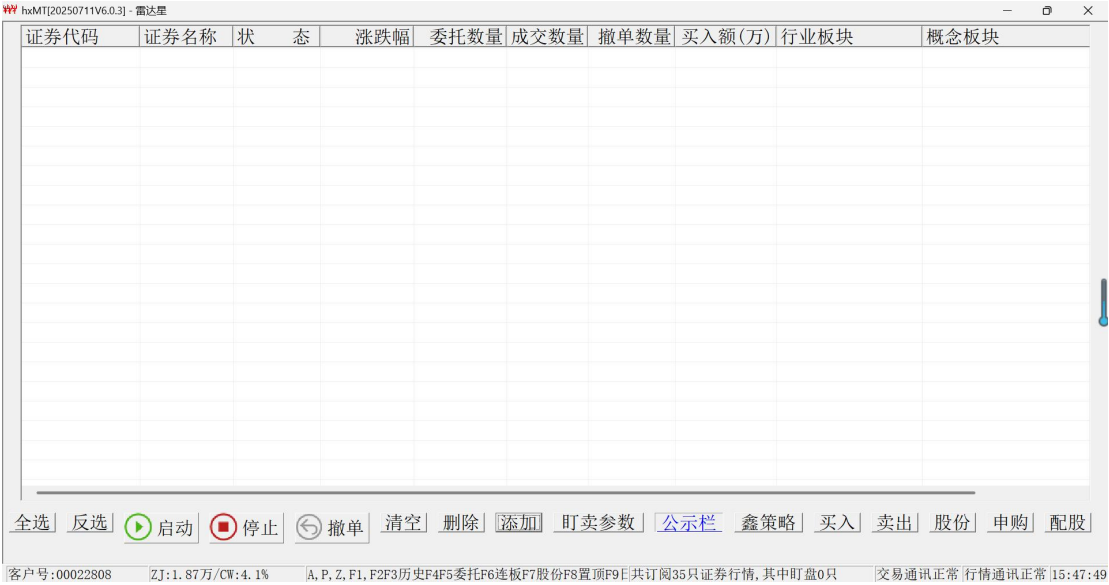 hxMT[20250711V6.0.3] - 雷达星
证券代码 证券名称 状 态 涨跌幅 委托数量 成交数量 撤单数量 买入额(万) 行业板块 概念板块
全选 反选 启动 停止 撤单 清空 删除 添加 盯卖参数 公示栏 鑫策略 买入 卖出 股份 申购 配股
客户号:00022808 ZJ:1.87万/CW:4.1% A,P,Z,F1,F2F3历史F4F5委托F6连板F7股份F8置顶F9 共订阅35只证券行情,其中盯盘0只 交易通讯正常 行情通讯正常 15:47:49